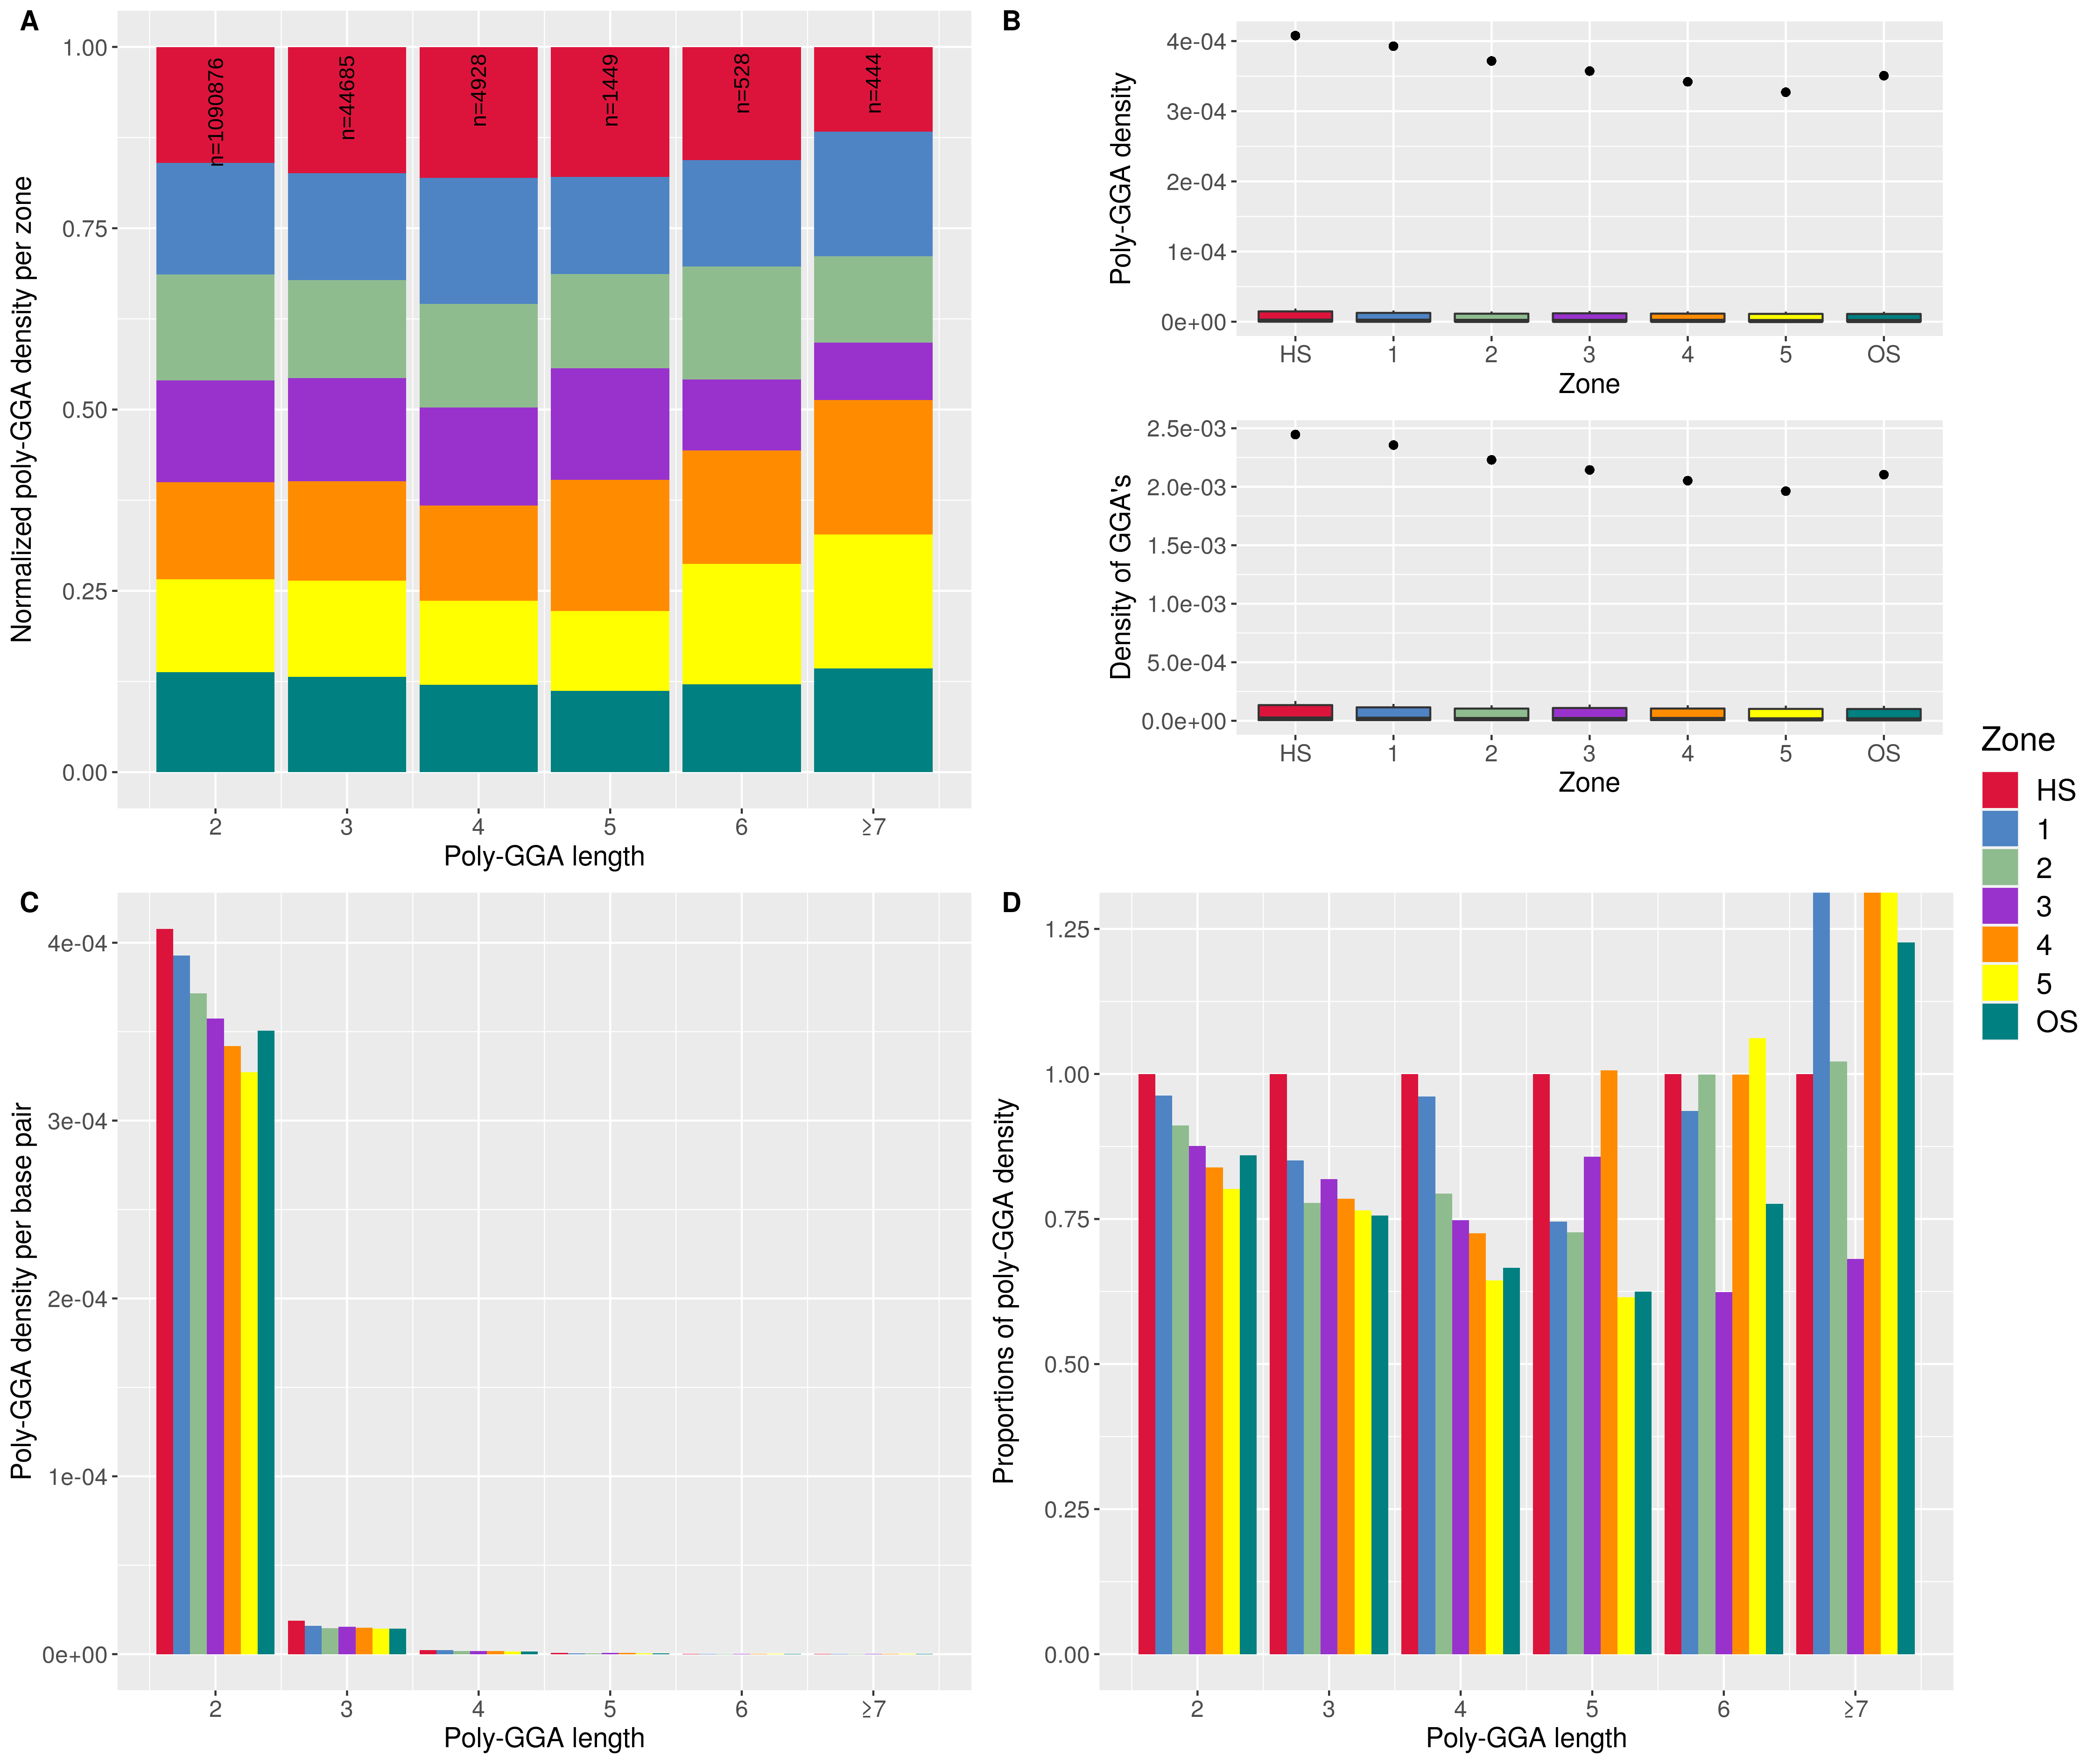 A
Normalized poly-GGA density per zone
1.00
0.75
0.50
0.25
0.00
n=1090876
n=44685
n=4928
n=1449
n=528
n=444
2 3 4 5 6 ≥7
Poly-GGA length
B
Poly-GGA density
4e-04
3e-04
2e-04
1e-04
0e+00
HS 1 2 3 4 5 OS
Zone
Density of GGA's
2.5e-03
2.0e-03
1.5e-03
1.0e-03
5.0e-04
0.0e+00
HS 1 2 3 4 5 OS
Zone
Zone
HS
1
2
3
4
5
OS
C
Poly-GGA density per base pair
4e-04
3e-04
2e-04
1e-04
0e+00
2 3 4 5 6 ≥7
Poly-GGA length
D
Proportions of poly-GGA density
1.25
1.00
0.75
0.50
0.25
0.00
2 3 4 5 6 ≥7
Poly-GGA length